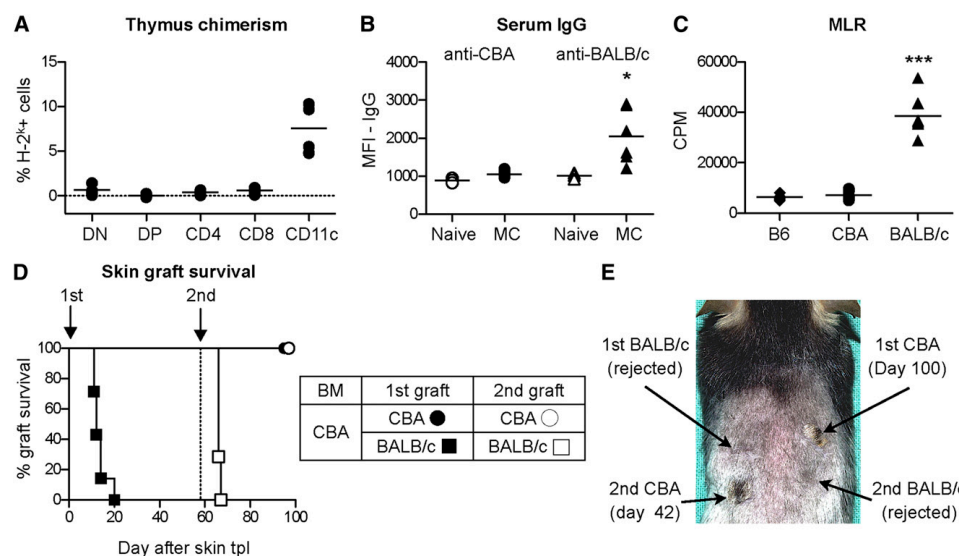 A Thymus chimerism
% H-2k+ cells
15
10
5
0
DN DP CD4 CD8 CD11c
B Serum IgG
anti-CBA anti-BALB/c
MFI - IgG
4000
3000
2000
1000
0
*
Naive MC Naive MC
C MLR
CPM
60000
40000
20000
0
***
B6 CBA BALB/c
D Skin graft survival
1st 2nd
% graft survival
100
80
60
40
20
0
0 20 40 60 80 100
Day after skin tpl
BM 1st graft 2nd graft
CBA CBA CBA
BALB/c BALB/c
E
1st BALB/c
(rejected)
1st CBA
(Day 100)
2nd CBA
(day 42)
2nd BALB/c
(rejected)